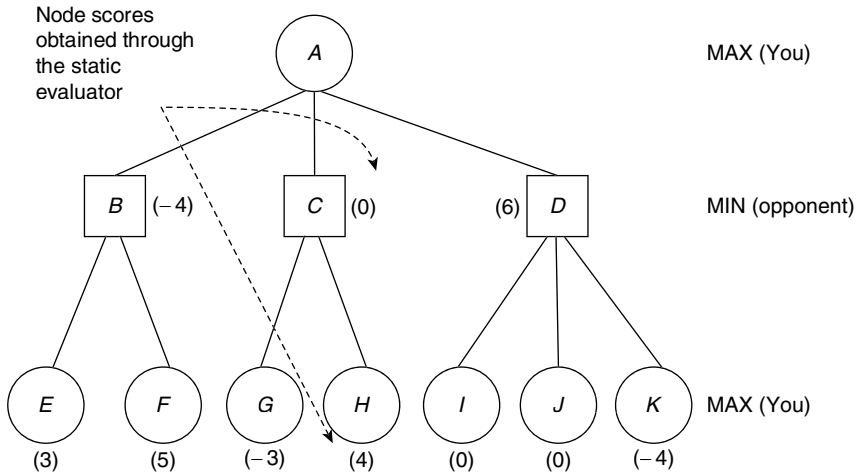 Node scores
obtained through
the static
evaluator
A
MAX (You)
B
(– 4)
C
(0)
(6)
D
MIN (opponent)
E
F
G
H
I
J
K
MAX (You)
(3)
(5)
(– 3)
(4)
(0)
(0)
(– 4)